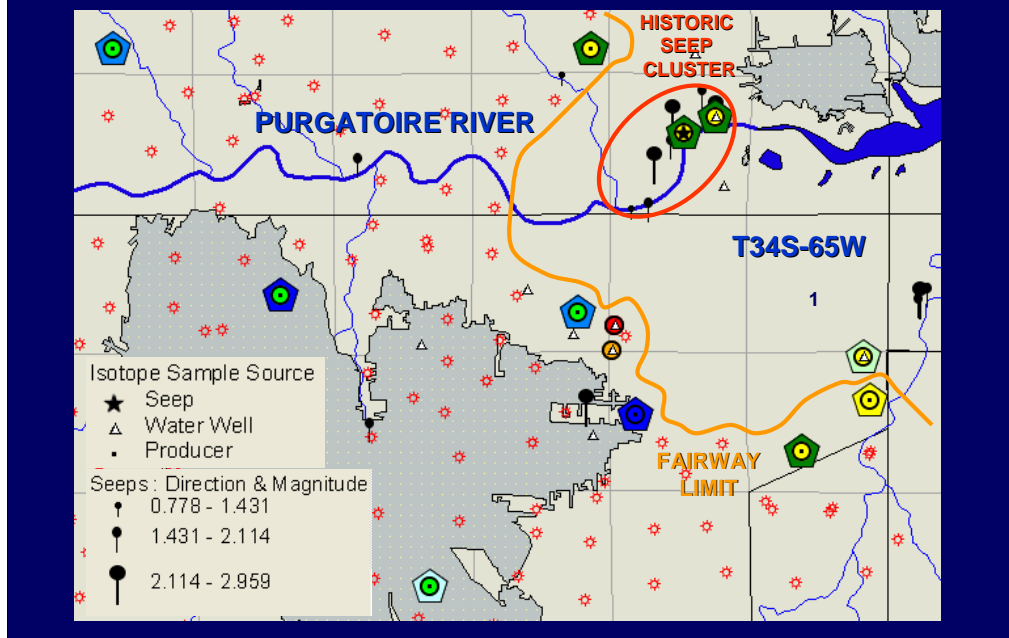 HISTORIC
SEEP
CLUSTER
PURGATOIRE RIVER
T34S-65W
1
Isotope Sample Source
Seep
Water Well
Producer
FAIRWAY
LIMIT
Seeps : Direction & Magnitude
0.778 - 1.431
1.431 - 2.114
2.114 - 2.959